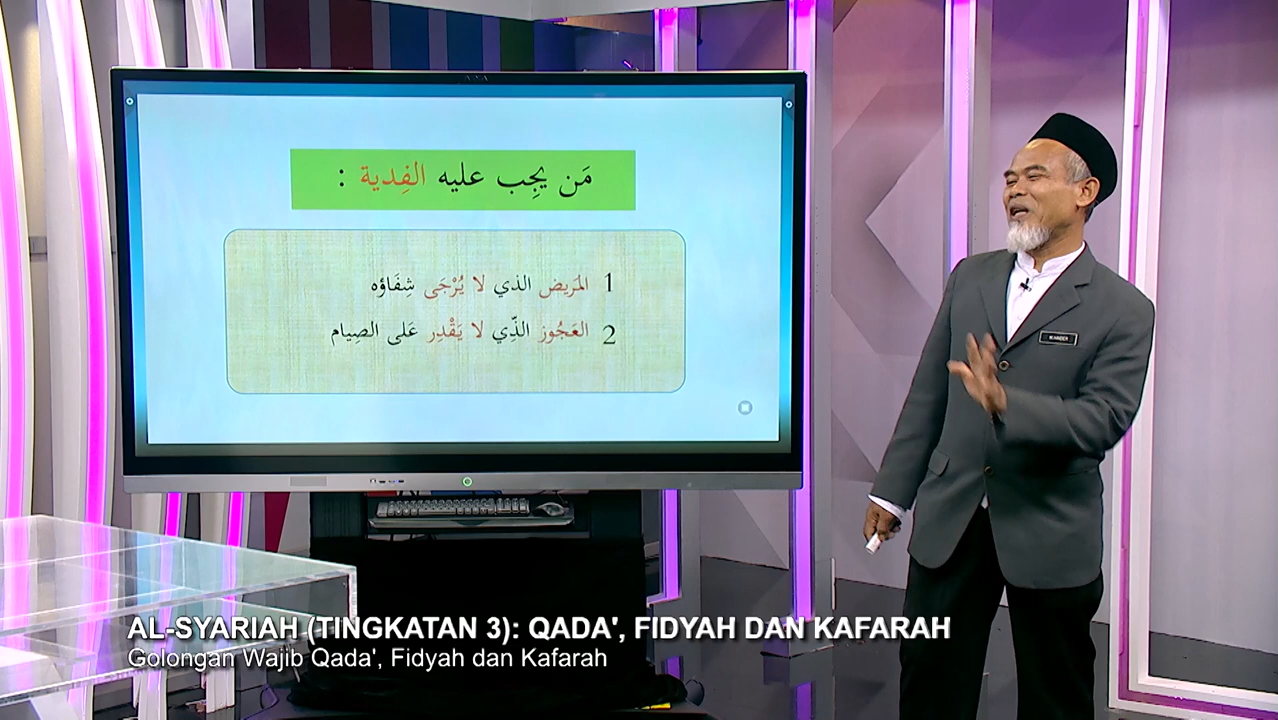 مَن يجِب عليه الفِدية :
1 المَريض الذي لا يُرْجَى شِفَاؤه
2 العَجُوز الذِّي لا يَقْدِر عَلى الصِيام
AL-SYARIAH (TINGKATAN 3): QADA', FIDYAH DAN KAFARAH
Golongan Wajib Qada', Fidyah dan Kafarah